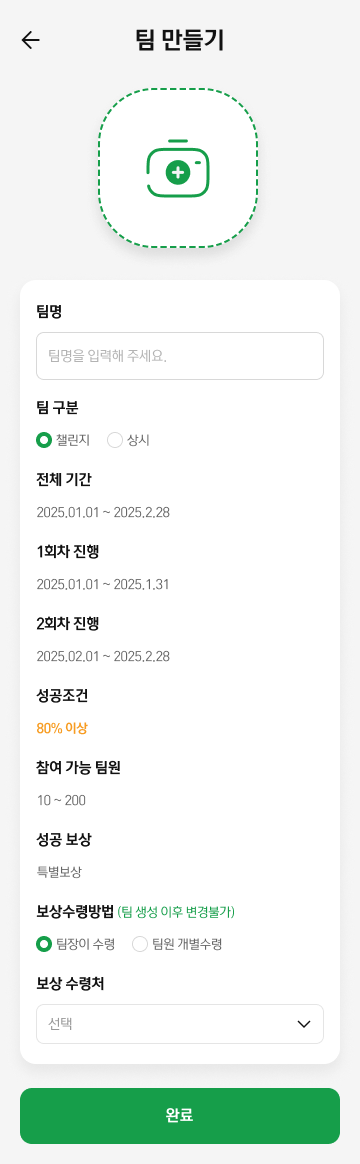 팀 만들기
팀명
팀명을 입력해 주세요.
팀 구분
챌린지 상시
전체 기간
2025.01.01 ~ 2025.2.28
1회차 진행
2025.01.01 ~ 2025.1.31
2회차 진행
2025.02.01 ~ 2025.2.28
성공조건
80% 이상
참여 가능 팀원
10 ~ 200
성공 보상
특별보상
보상수령방법 (팀 생성 이후 변경불가)
팀장이 수령 팀원 개별수령
보상 수령처
선택
완료